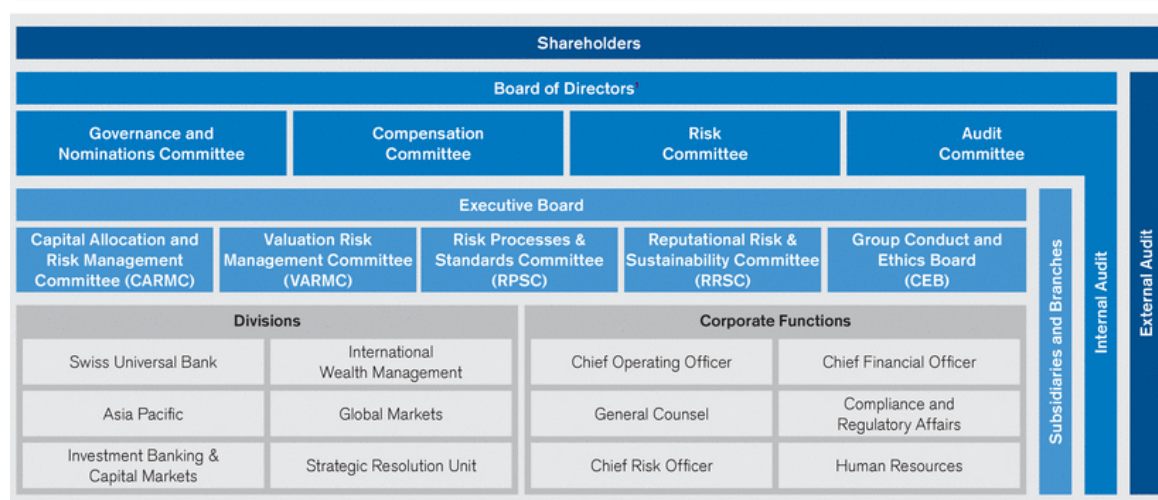 Shareholders
Board of Directors¹
Governance and
Nominations Committee
Compensation
Committee
Risk
Committee
Audit
Committee
Executive Board
Capital Allocation and
Risk Management
Committee (CARMC)
Valuation Risk
Management Committee
(VARMC)
Risk Processes &
Standards Committee
(RPSC)
Reputational Risk &
Sustainability Committee
(RRSC)
Group Conduct and
Ethics Board
(CEB)
Divisions
Swiss Universal Bank
International
Wealth Management
Asia Pacific
Global Markets
Investment Banking &
Capital Markets
Strategic Resolution Unit
Corporate Functions
Chief Operating Officer
Chief Financial Officer
General Counsel
Compliance and
Regulatory Affairs
Chief Risk Officer
Human Resources
Subsidiaries and Branches
Internal Audit
External Audit